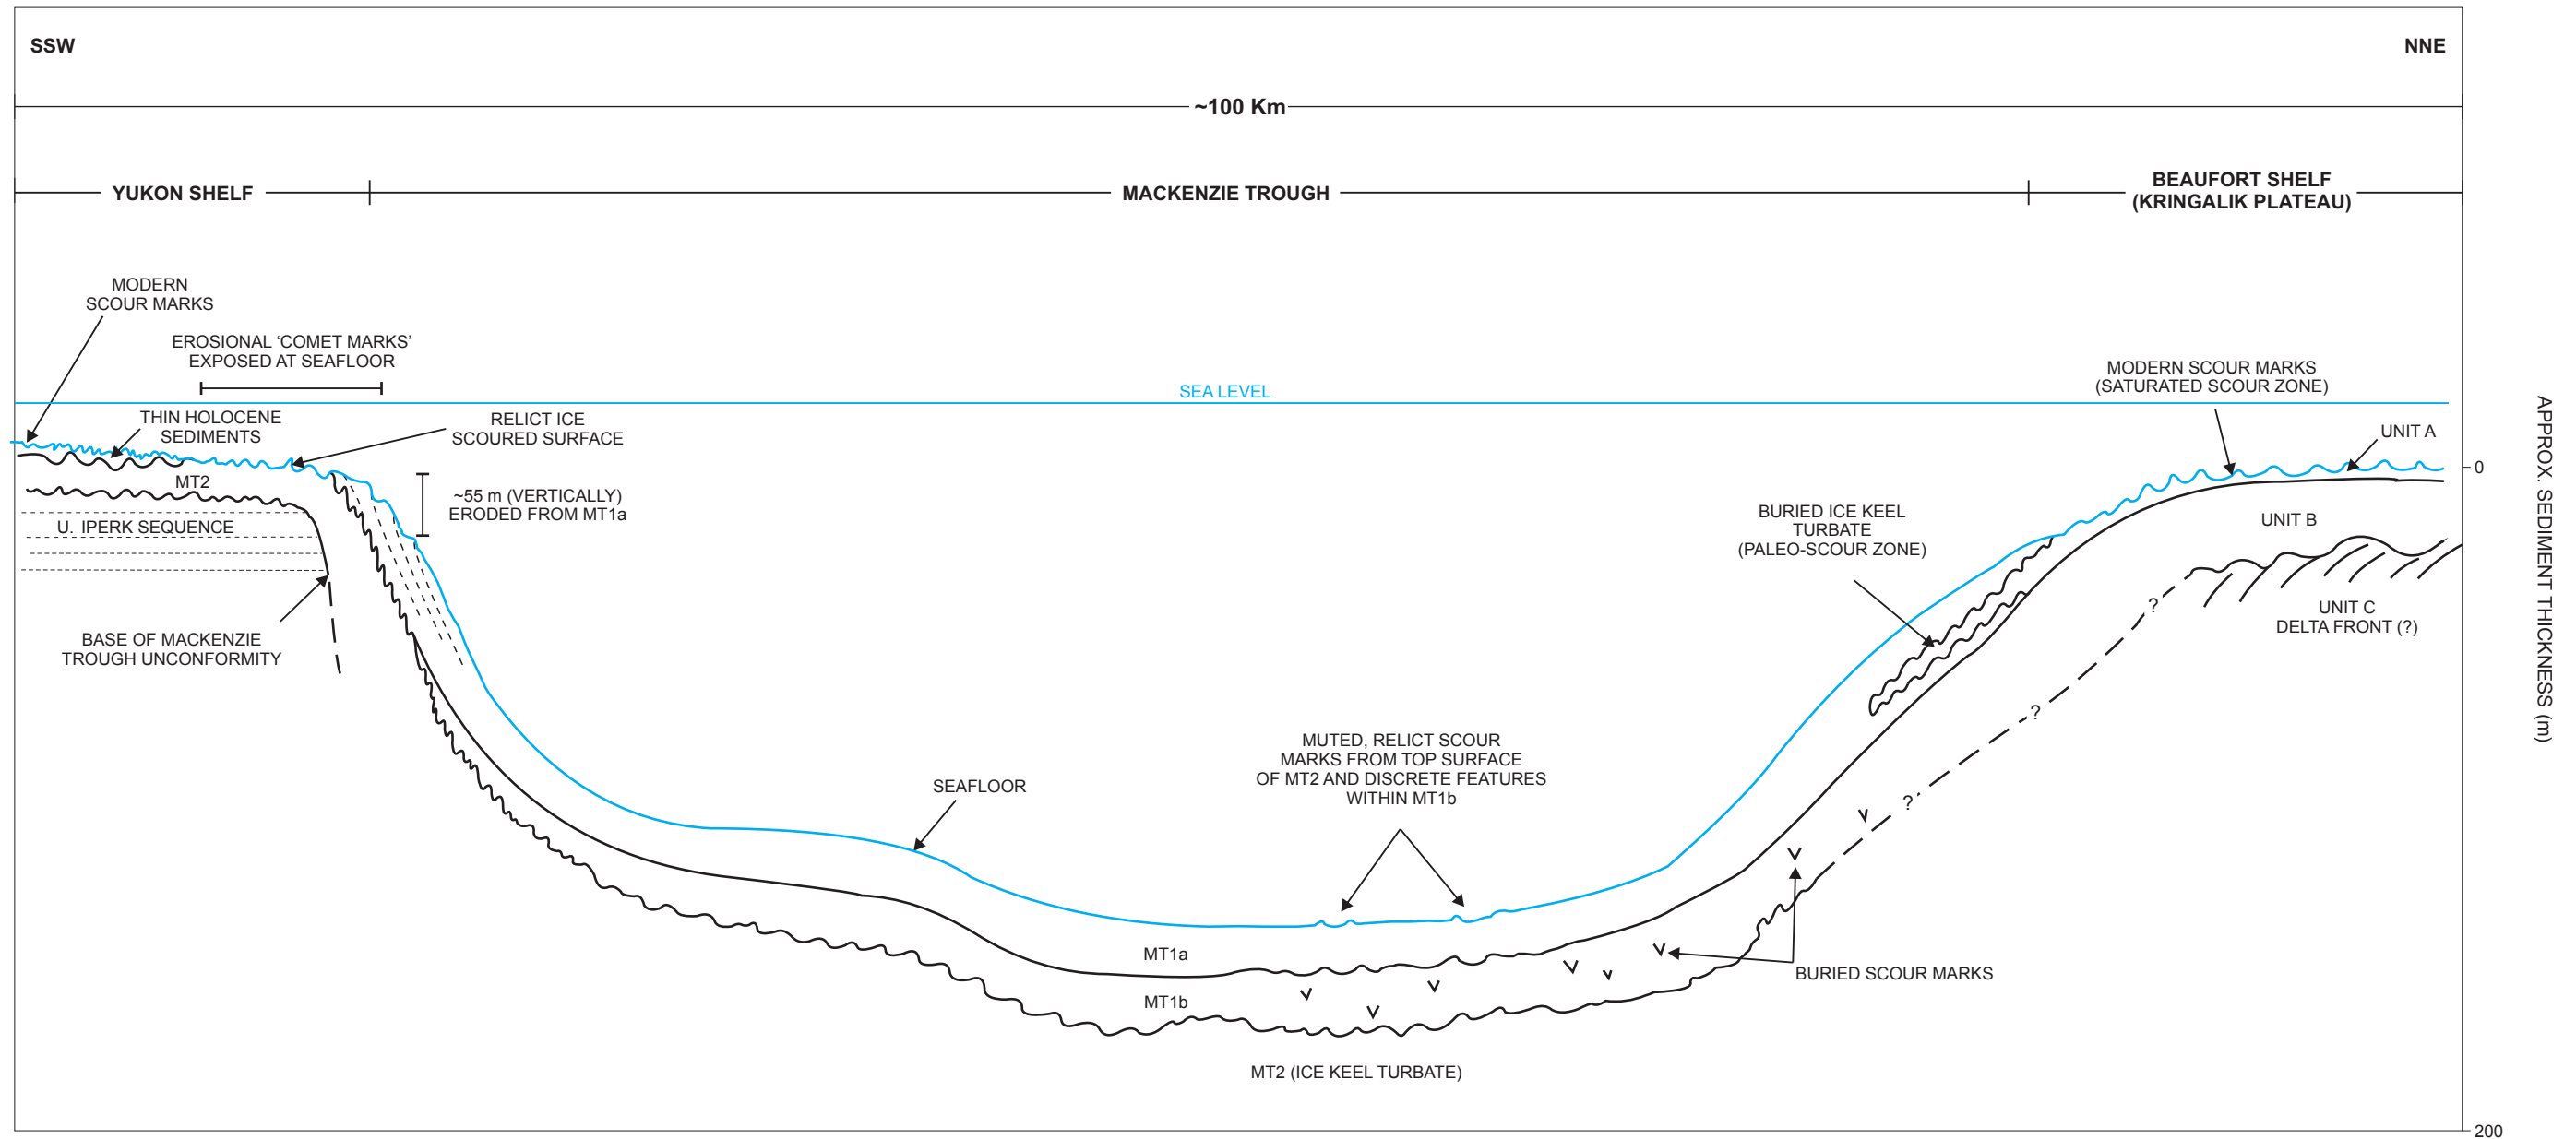 SSW
NNE
~100 Km
YUKON SHELF
MACKENZIE TROUGH
BEAUFORT SHELF
(KRINGALIK PLATEAU)
MODERN
SCOUR MARKS
EROSIONAL ‘COMET MARKS’
EXPOSED AT SEAFLOOR
SEA LEVEL
MODERN SCOUR MARKS
(SATURATED SCOUR ZONE)
THIN HOLOCENE
SEDIMENTS
RELICT ICE
SCOURED SURFACE
UNIT A
0
MT2
~55 m (VERTICALLY)
ERODED FROM MT1a
U. IPERK SEQUENCE
BURIED ICE KEEL
TURBATE
(PALEO-SCOUR ZONE)
UNIT B
APPROX. SEDIMENT THICKNESS (m)
BASE OF MACKENZIE
TROUGH UNCONFORMITY
?
UNIT C
DELTA FRONT (?)
?
MUTED, RELICT SCOUR
MARKS FROM TOP SURFACE
OF MT2 AND DISCRETE FEATURES
WITHIN MT1b
SEAFLOOR
?
MT1a
BURIED SCOUR MARKS
MT1b
MT2 (ICE KEEL TURBATE)
200